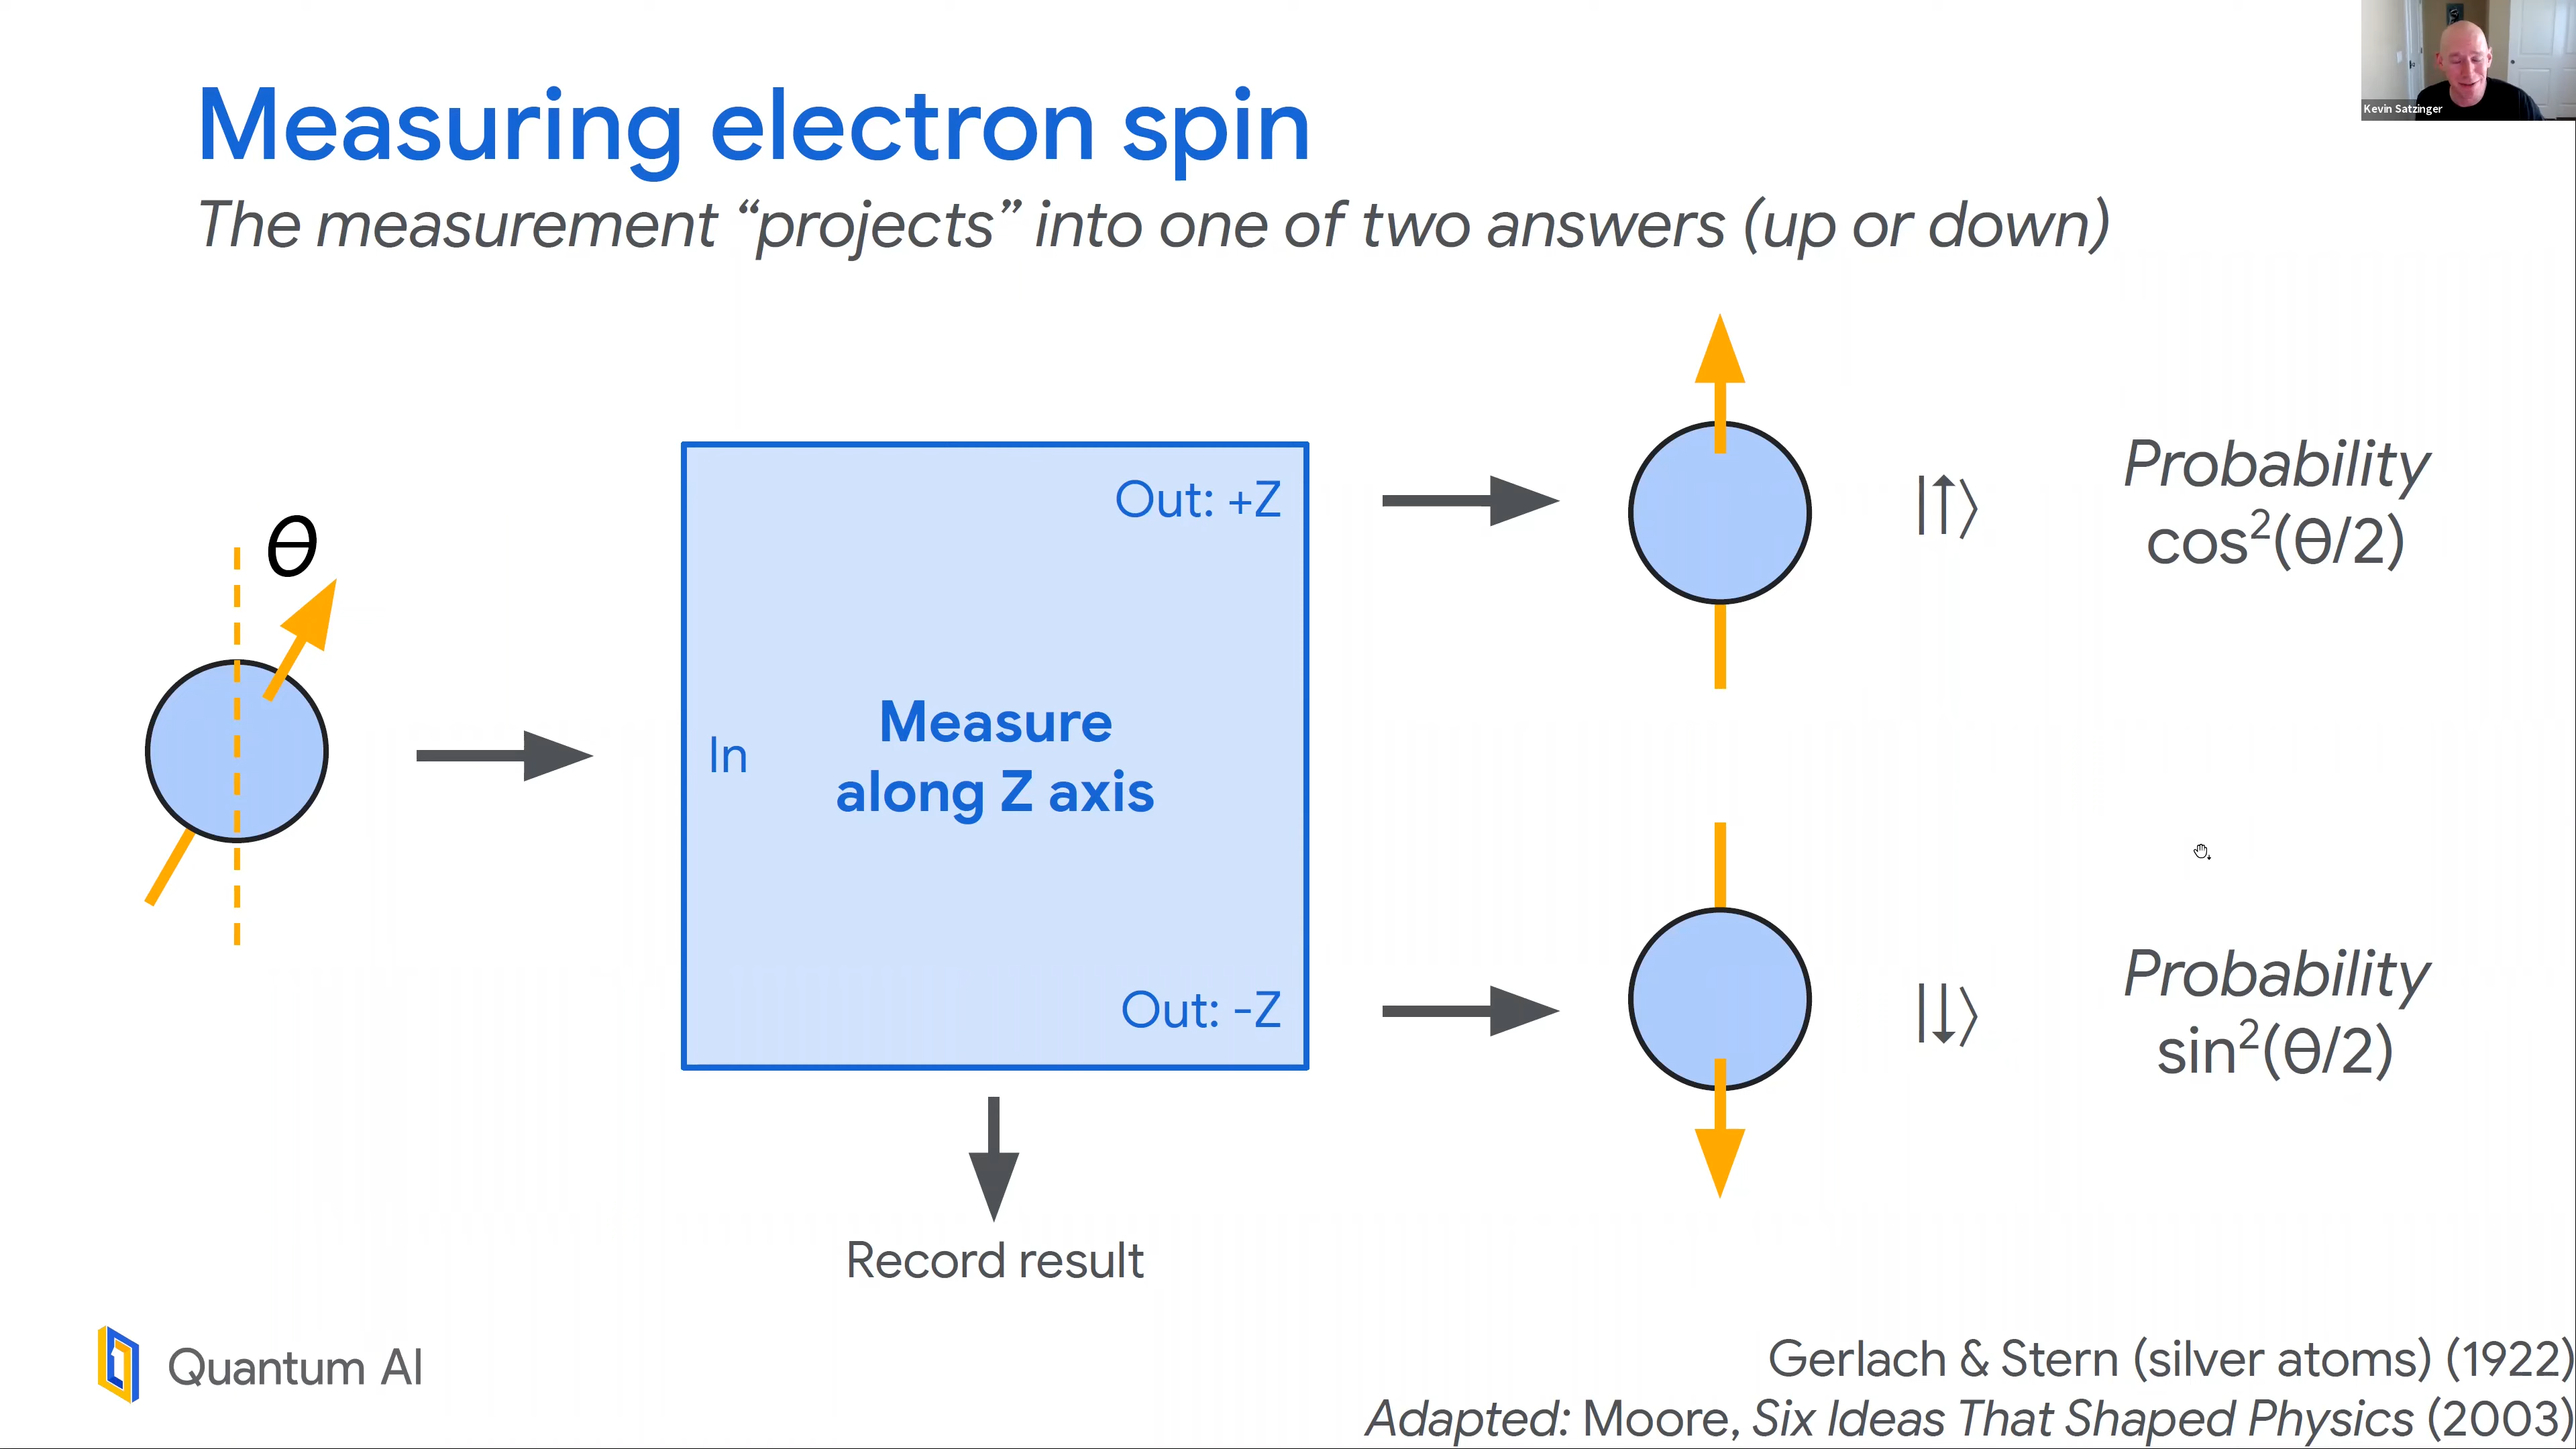 Kevin Satzinger
Measuring electron spin
The measurement “projects” into one of two answers (up or down)
θ
In
Measure
along Z axis
Out: +Z
Out: -Z
|↑⟩
Probability
cos²(θ/2)
|↓⟩
Probability
sin²(θ/2)
Record result
Quantum AI
Gerlach & Stern (silver atoms) (1922)
Adapted: Moore, Six Ideas That Shaped Physics (2003)